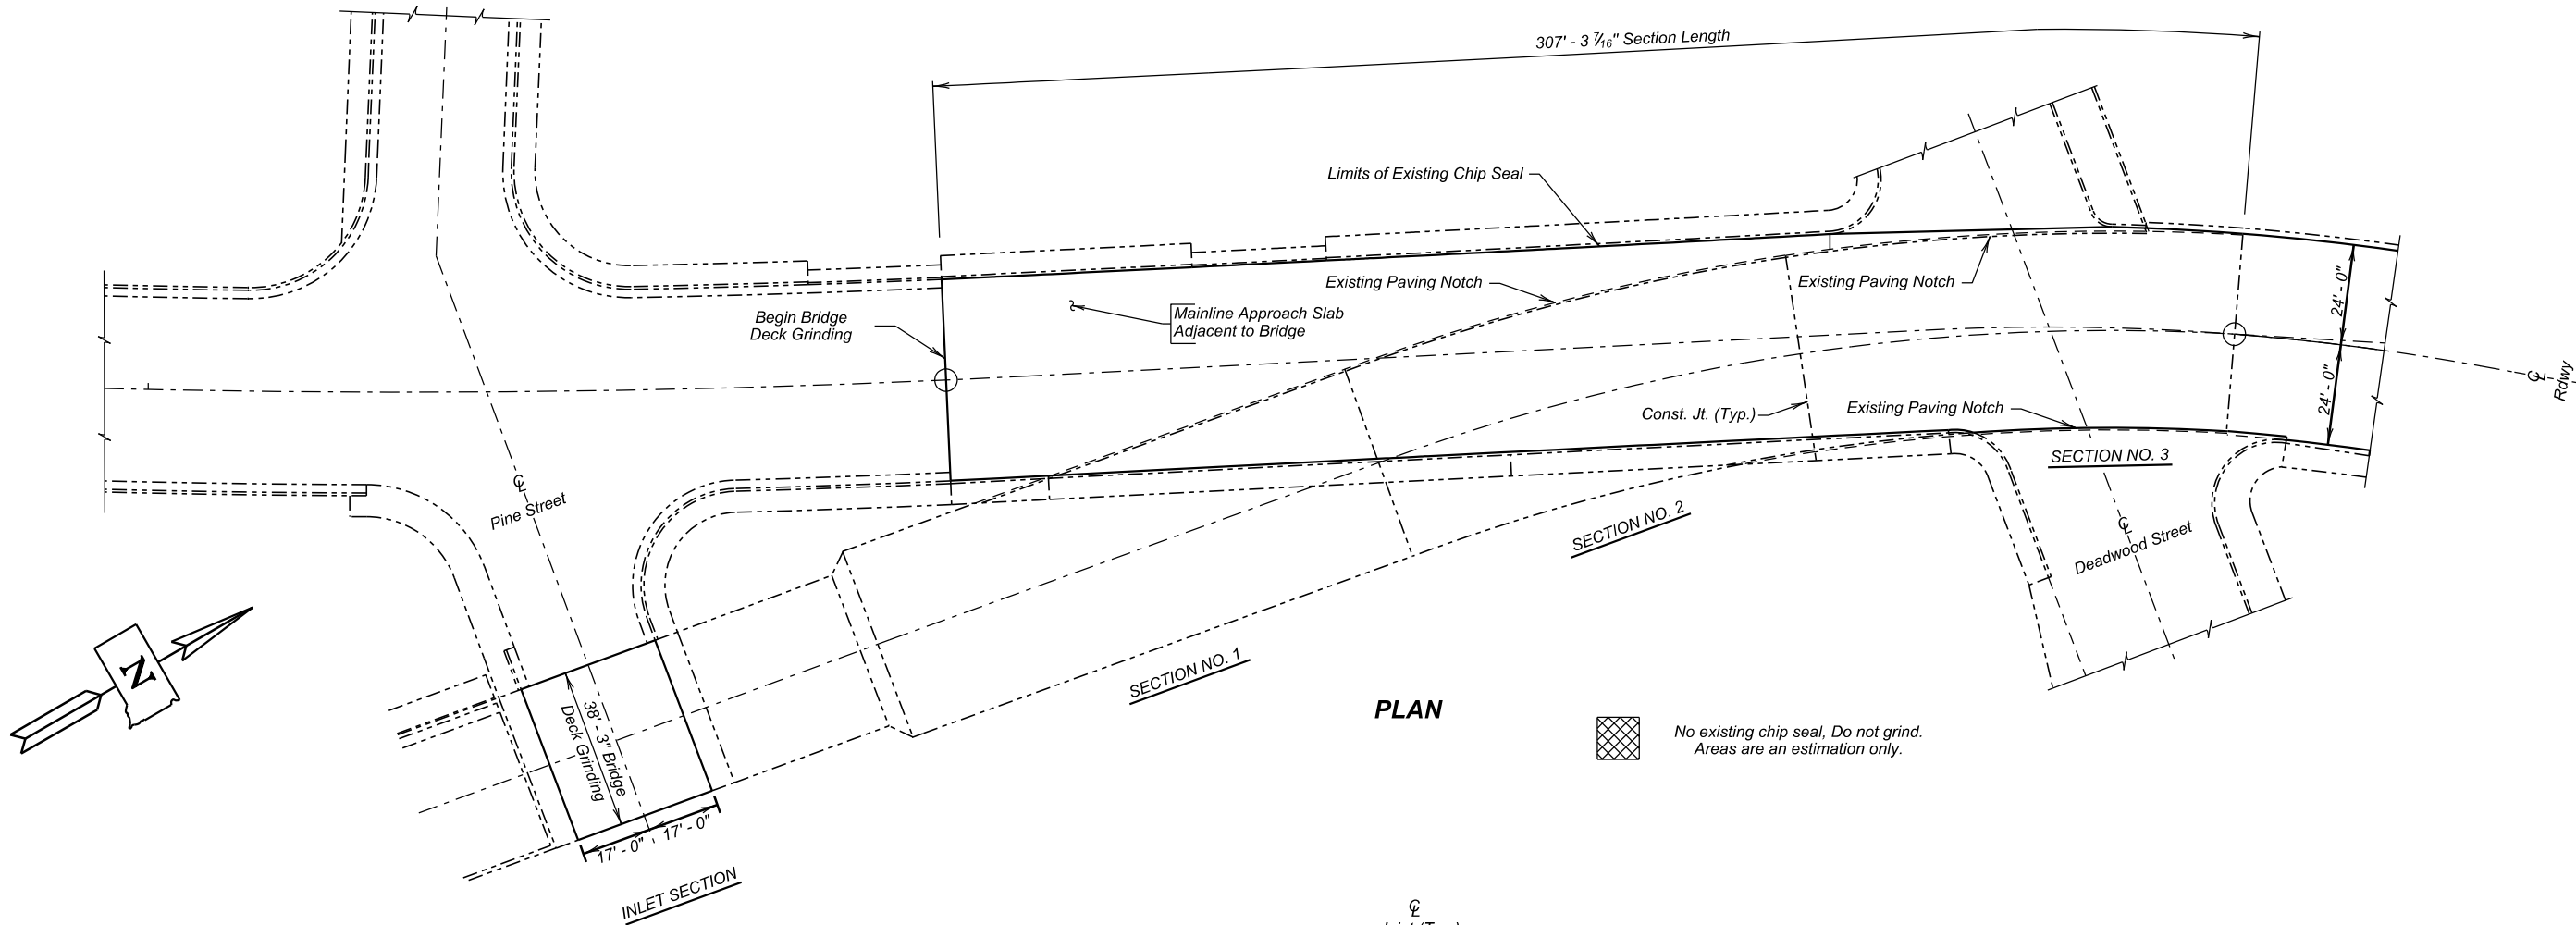 307' - 3 7/16" Section Length
Limits of Existing Chip Seal
Existing Paving Notch
Existing Paving Notch
Begin Bridge
Deck Grinding
Mainline Approach Slab
Adjacent to Bridge
24' - 0"
24' - 0"
℄
Rdwy
Const. Jt. (Typ.)
Existing Paving Notch
SECTION NO. 3
℄
Pine Street
SECTION NO. 2
℄
Deadwood Street
N
SECTION NO. 1
38' - 3" Bridge
Deck Grinding
17' - 0"
17' - 0"
INLET SECTION
PLAN
No existing chip seal, Do not grind.
Areas are an estimation only.
℄